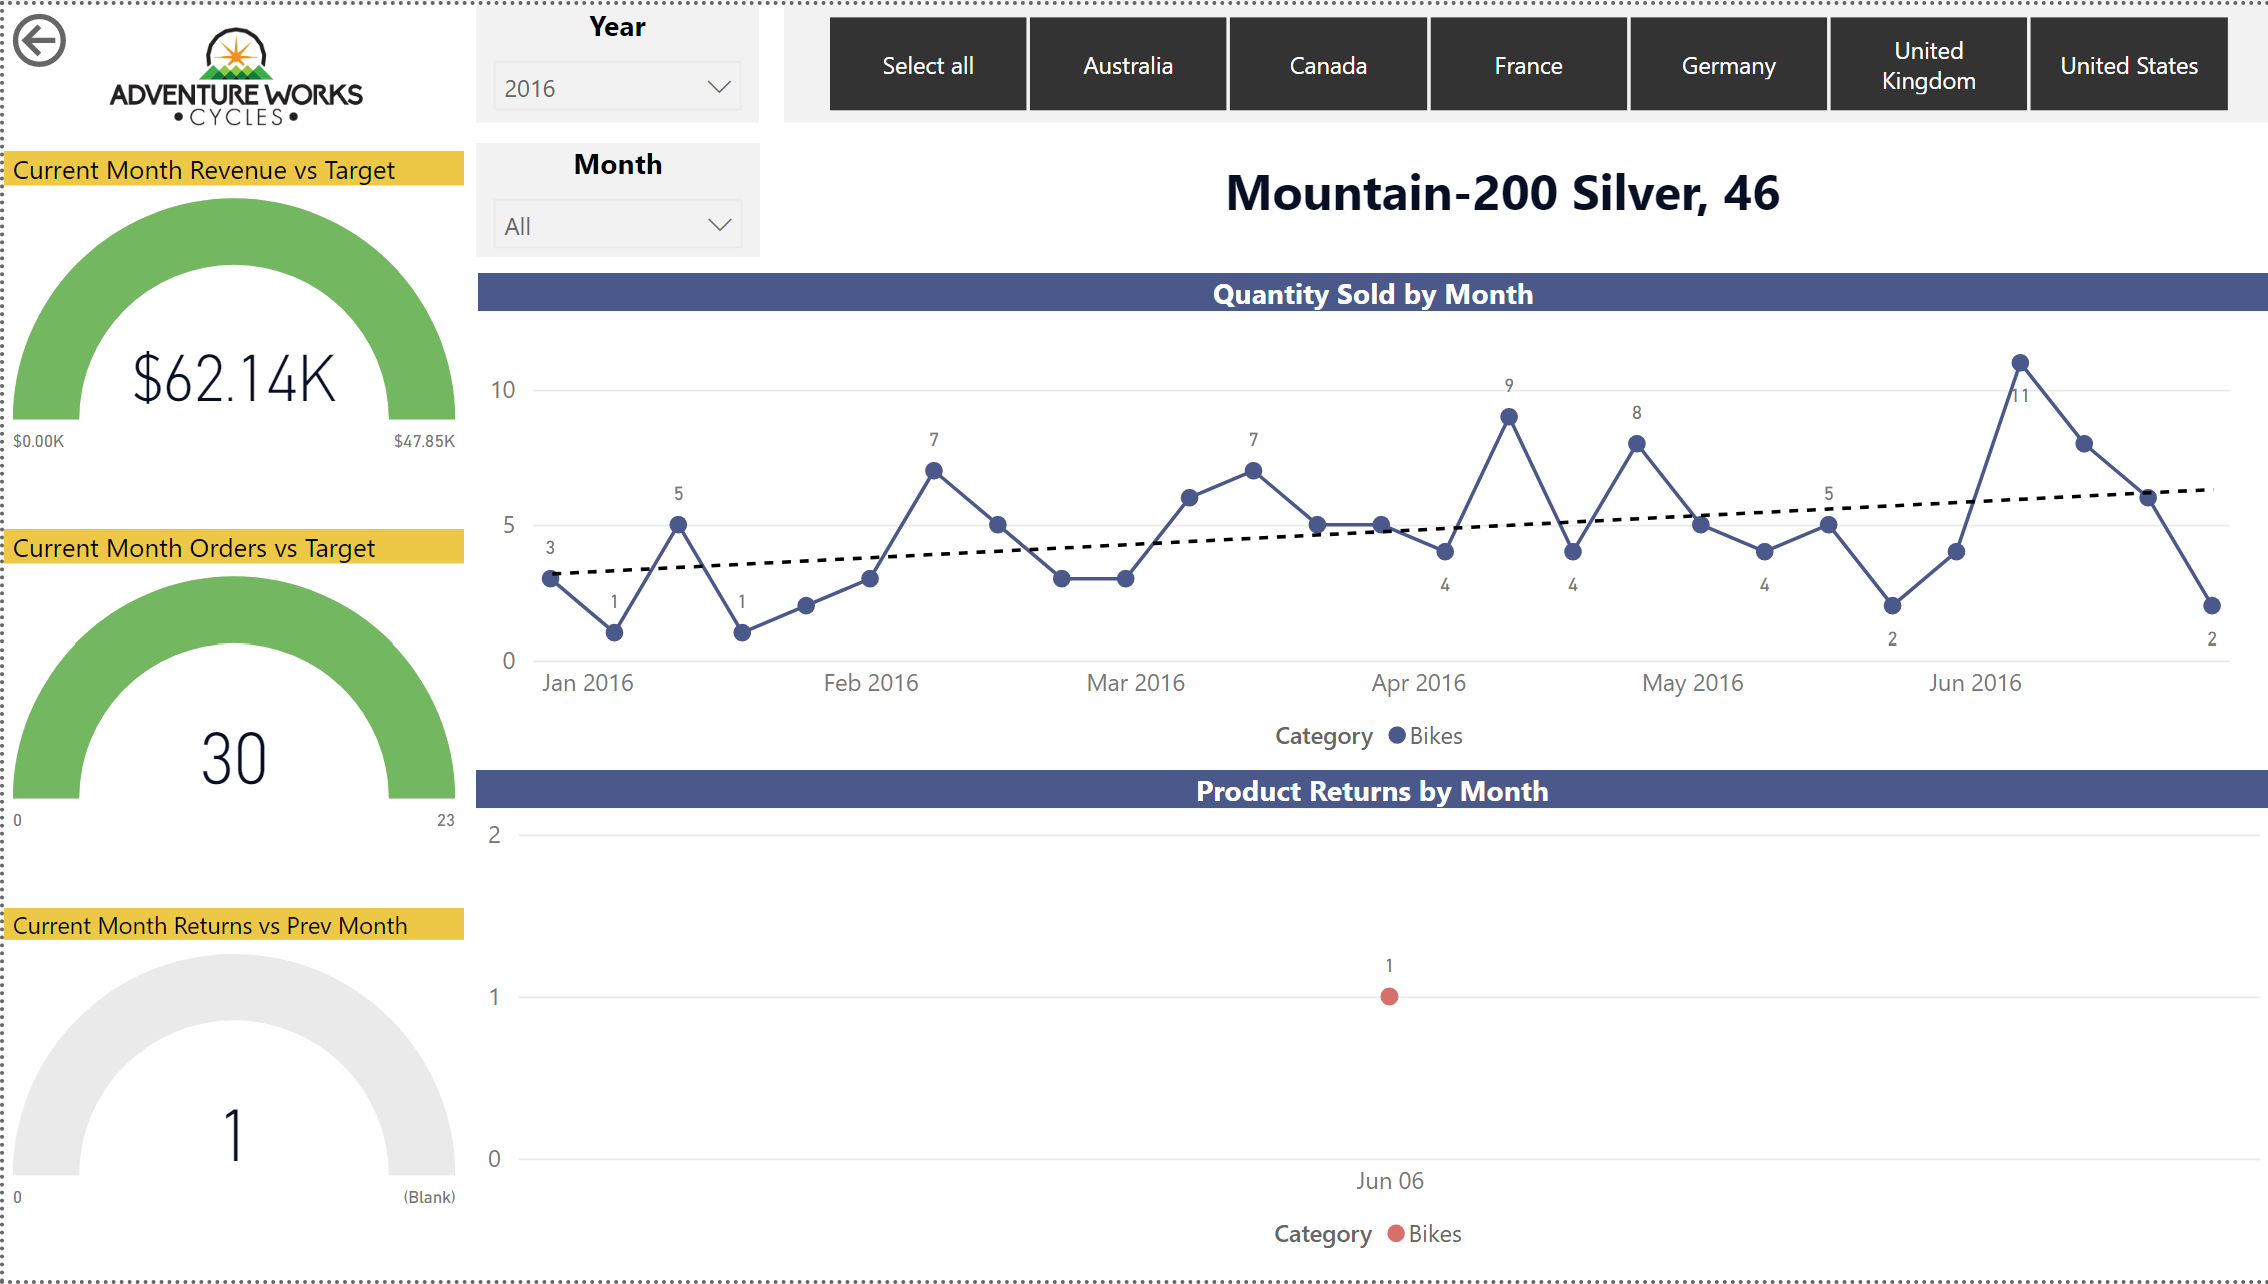 ADVENTURE WORKS
•CYCLES•
Year
2016
Select all
Australia
Canada
France
Germany
United
Kingdom
United States
Month
All
Mountain-200 Silver, 46
Current Month Revenue vs Target
$62.14K
$0.00K
$47.85K
Current Month Orders vs Target
30
0
23
Current Month Returns vs Prev Month
1
0
(Blank)
Quantity Sold by Month
10
5
0
3
1
5
1
7
7
4
9
4
8
4
5
2
11
2
Jan 2016
Feb 2016
Mar 2016
Apr 2016
May 2016
Jun 2016
Category Bikes
Product Returns by Month
2
1
0
1
Jun 06
Category Bikes